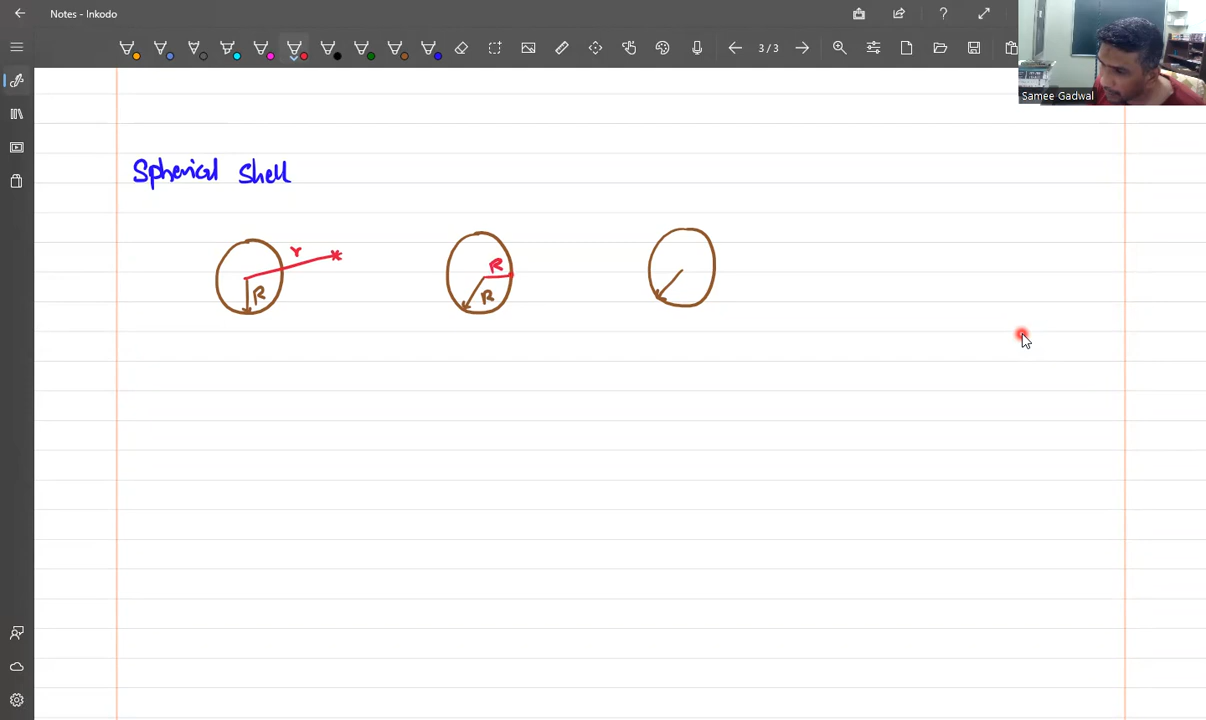 Notes - Inkodo
3 / 3
Samee Gadwal
Spherical Shell
r
R
R
R